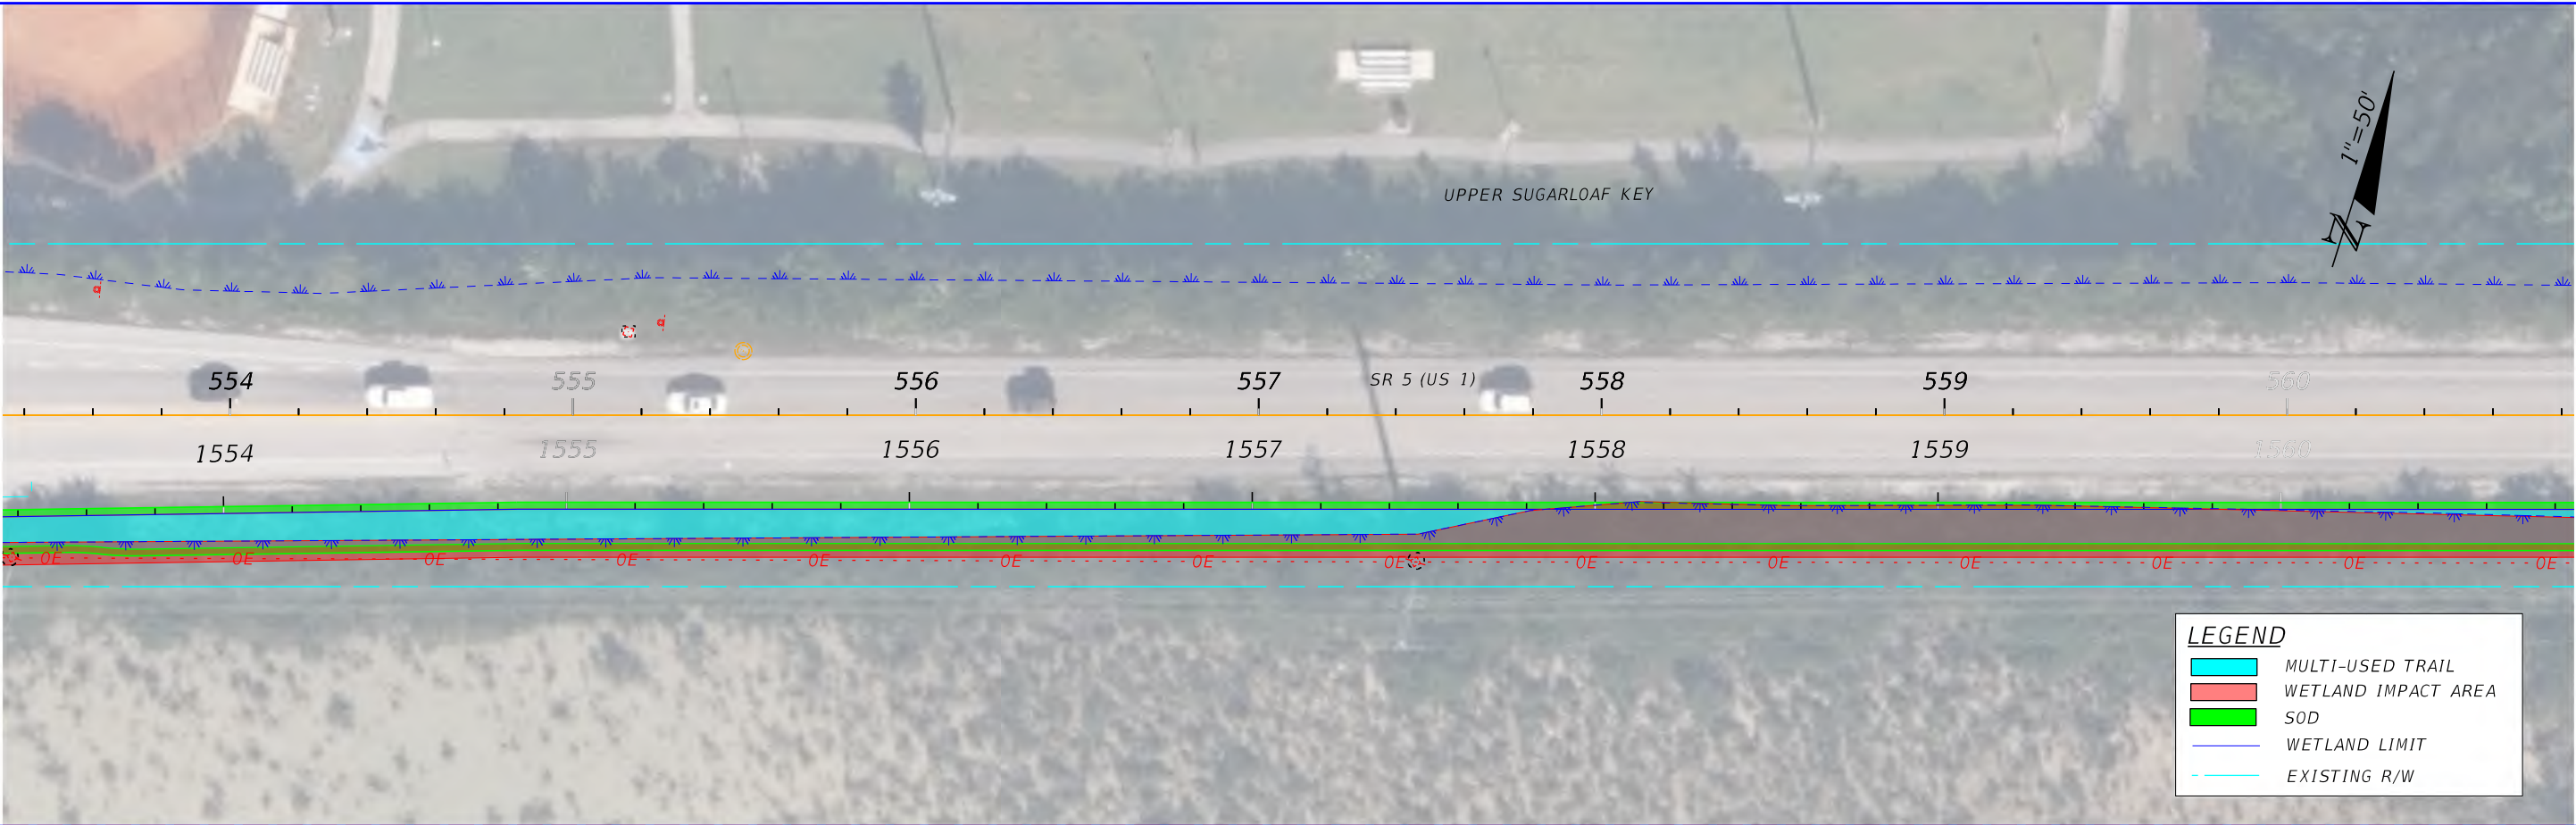 1"=50'
N
UPPER SUGARLOAF KEY
554 555 556 557 SR 5 (US 1) 558 559 560
1554 1555 1556 1557 1558 1559 1560
OE OE OE OE OE OE OE OE OE OE OE OE OE OE
LEGEND
MULTI-USED TRAIL
WETLAND IMPACT AREA
SOD
WETLAND LIMIT
EXISTING R/W